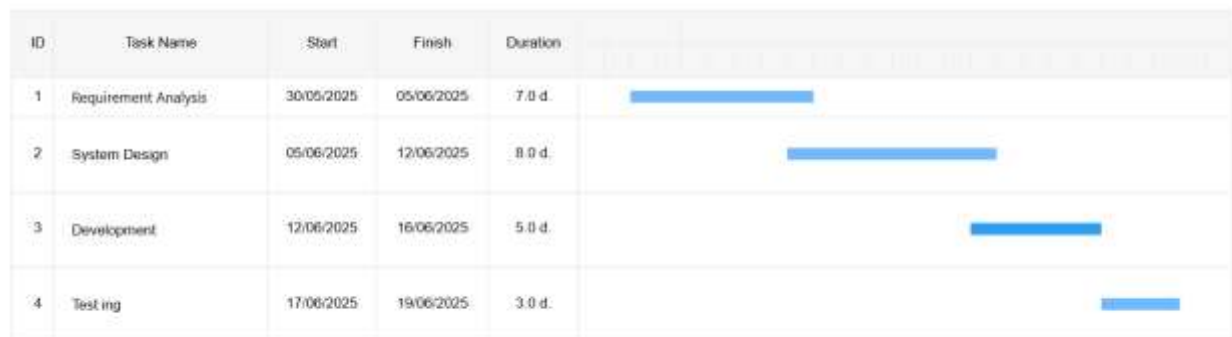 ID Task Name Start Finish Duration
1 Requirement Analysis 30/05/2025 05/06/2025 7.0 d.
2 System Design 05/06/2025 12/06/2025 8.0 d.
3 Development 12/06/2025 16/06/2025 5.0 d.
4 Testing 17/06/2025 19/06/2025 3.0 d.